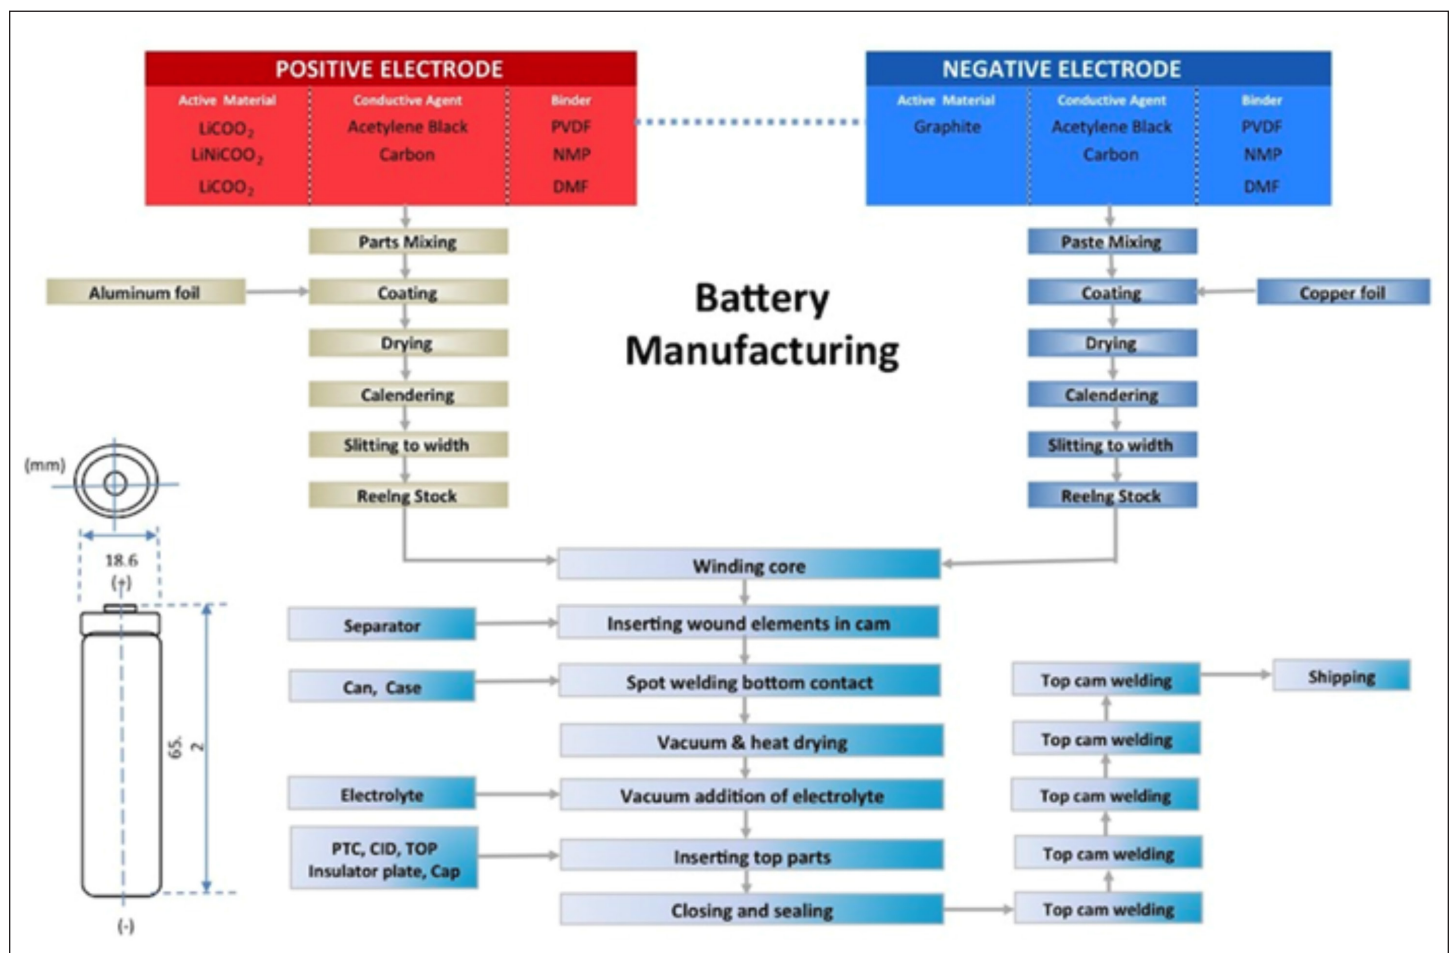 POSITIVE ELECTRODE
Active Material Conductive Agent Binder
LiCOO₂ Acetylene Black PVDF
LiNiCOO₂ Carbon NMP
LiCOO₂ DMF
NEGATIVE ELECTRODE
Active Material Conductive Agent Binder
Graphite Acetylene Black PVDF
Carbon NMP
DMF
Parts Mixing
Aluminum foil
Coating
Drying
Calendering
Slitting to width
Reelng Stock
Battery
Manufacturing
Paste Mixing
Coating
Copper foil
Drying
Calendering
Slitting to width
Reelng Stock
(mm)
18.6
(+)
65.
2
(-)
Winding core
Separator
Inserting wound elements in cam
Can, Case
Spot welding bottom contact
Vacuum & heat drying
Electrolyte
Vacuum addition of electrolyte
PTC, CID, TOP
Insulator plate, Cap
Inserting top parts
Closing and sealing
Top cam welding
Shipping
Top cam welding
Top cam welding
Top cam welding
Top cam welding